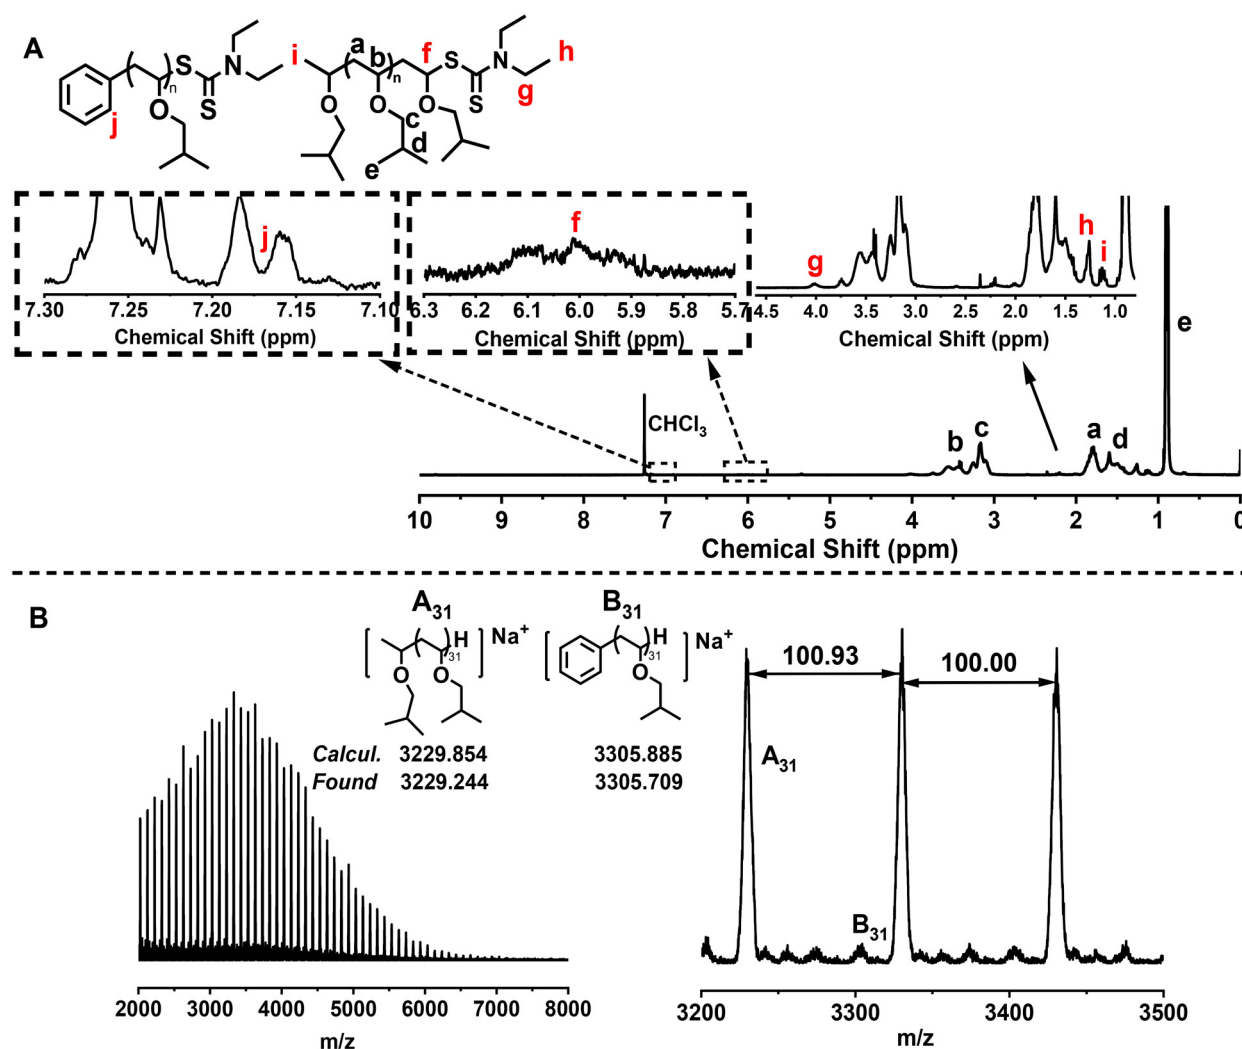 A
S
N
S
O
n
j
i
a
b
f
S
N
h
n
g
O
O
O
S
c
d
e
j
7.30 7.25 7.20 7.15 7.10
Chemical Shift (ppm)
f
6.3 6.2 6.1 6.0 5.9 5.8 5.7
Chemical Shift (ppm)
g
h
i
4.5 4.0 3.5 3.0 2.5 2.0 1.5 1.0
Chemical Shift (ppm)
e
CHCl3
b c a d
10 9 8 7 6 5 4 3 2 1 0
Chemical Shift (ppm)
B
A31
H
31
Na+
O O
B31
H
31
Na+
O
Calcul. 3229.854 3305.885
Found 3229.244 3305.709
2000 3000 4000 5000 6000 7000 8000
m/z
100.93
100.00
A31
B31
3200 3300 3400 3500
m/z